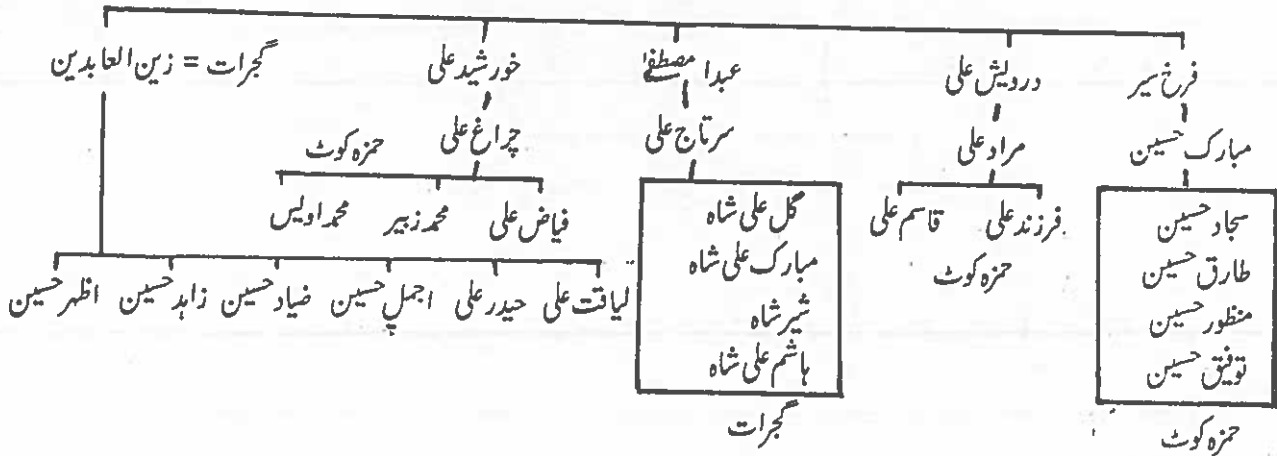 فرخ سیر
درویش علی
عبدا مصطفےٰ
خورشید علی
گجرات = زین العابدین
مبارک حسین
مراد علی
سرتاج علی
چراغ علی
حمزہ کوٹ
سجاد حسین
طارق حسین
منظور حسین
توفیق حسین
حمزہ کوٹ
فرزند علی
قاسم علی
حمزہ کوٹ
گل علی شاہ
مبارک علی شاہ
شیر شاہ
ہاشم علی شاہ
گجرات
فیاض علی
محمد زبیر
محمد اویس
لیاقت علی
حیدر علی
اجمل حسین
ضیاد حسین
زاہد حسین
اظہر حسین